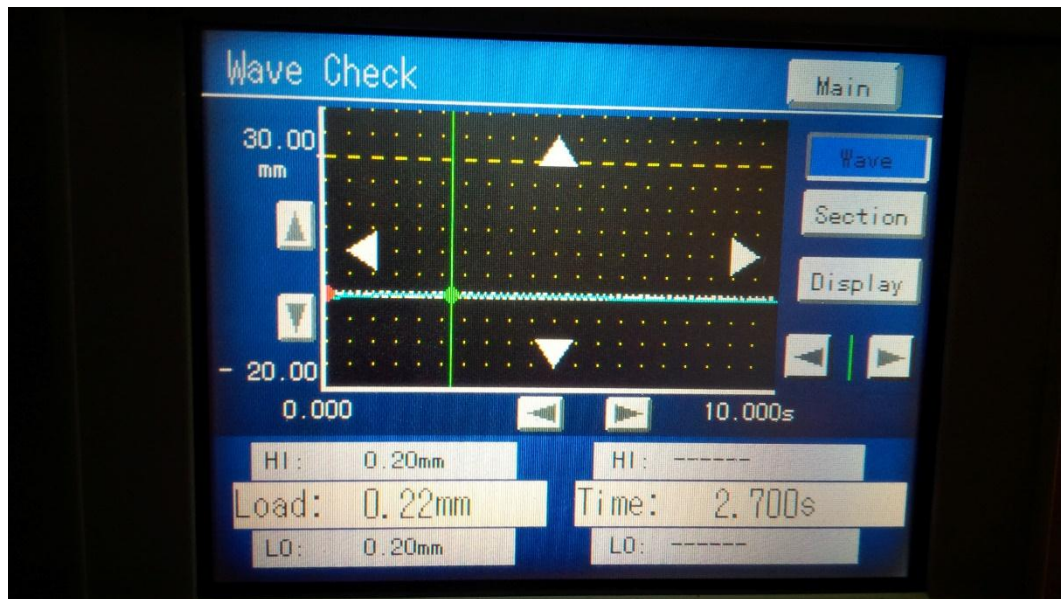 Wave Check
Main
30.00
mm
Wave
Section
Display
- 20.00
0.000
10.000s
HI: 0.20mm
HI: ------
Load: 0.22mm
Time: 2.700s
LO: 0.20mm
LO: ------